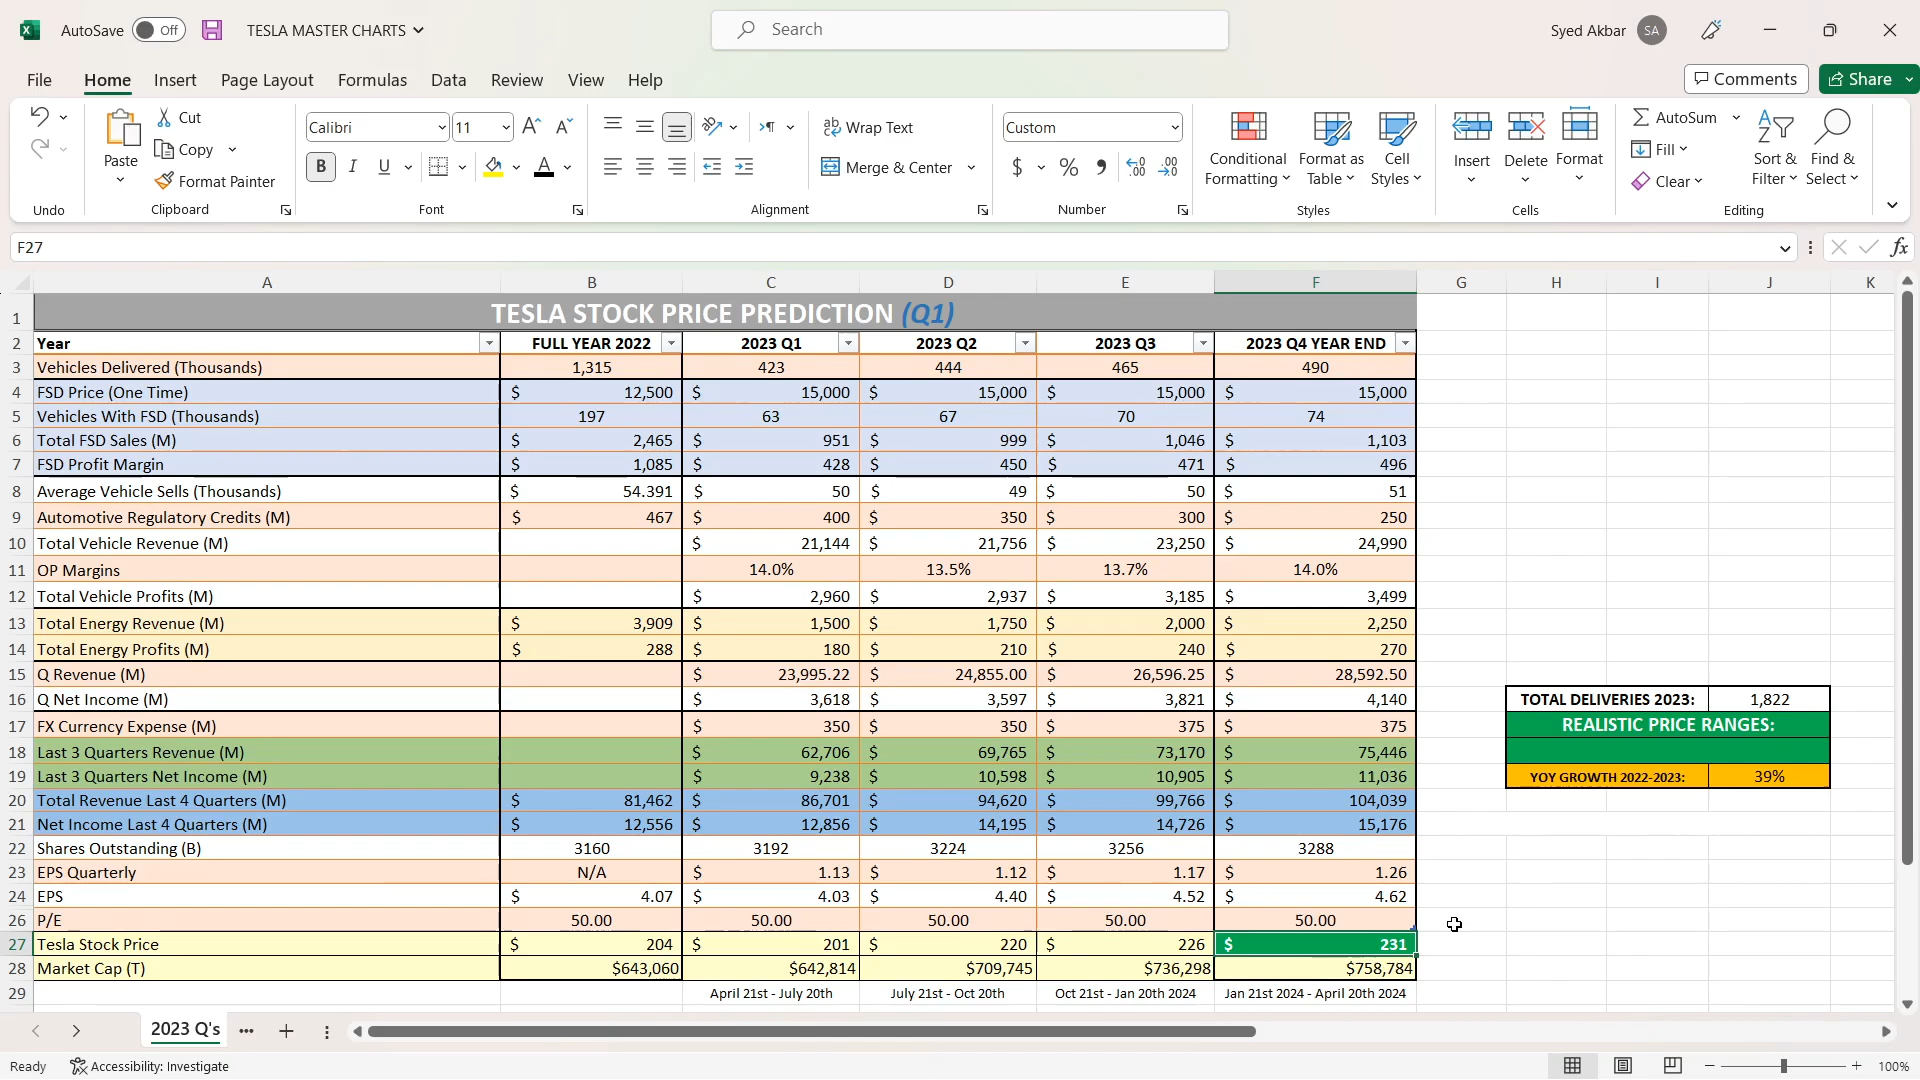 AutoSave Off TESLA MASTER CHARTS Search Syed Akbar SA
File Home Insert Page Layout Formulas Data Review View Help Comments Share
Paste Cut Copy Format Painter
Calibri 11 B I U
Wrap Text Merge & Center
Custom $ %
Conditional Formatting Format as Table Cell Styles
Insert Delete Format
AutoSum Fill Clear Sort & Filter Find & Select
Undo Clipboard Font Alignment Number Styles Cells Editing
F27 fx
A B C D E F G H I J K
1 TESLA STOCK PRICE PREDICTION (Q1)
2 Year FULL YEAR 2022 2023 Q1 2023 Q2 2023 Q3 2023 Q4 YEAR END
3 Vehicles Delivered (Thousands) 1,315 423 444 465 490
4 FSD Price (One Time) $ 12,500 $ 15,000 $ 15,000 $ 15,000 $ 15,000
5 Vehicles With FSD (Thousands) 197 63 67 70 74
6 Total FSD Sales (M) $ 2,465 $ 951 $ 999 $ 1,046 $ 1,103
7 FSD Profit Margin $ 1,085 $ 428 $ 450 $ 471 $ 496
8 Average Vehicle Sells (Thousands) $ 54.391 $ 50 $ 49 $ 50 $ 51
9 Automotive Regulatory Credits (M) $ 467 $ 400 $ 350 $ 300 $ 250
10 Total Vehicle Revenue (M) $ 21,144 $ 21,756 $ 23,250 $ 24,990
11 OP Margins 14.0% 13.5% 13.7% 14.0%
12 Total Vehicle Profits (M) $ 2,960 $ 2,937 $ 3,185 $ 3,499
13 Total Energy Revenue (M) $ 3,909 $ 1,500 $ 1,750 $ 2,000 $ 2,250
14 Total Energy Profits (M) $ 288 $ 180 $ 210 $ 240 $ 270
15 Q Revenue (M) $ 23,995.22 $ 24,855.00 $ 26,596.25 $ 28,592.50
16 Q Net Income (M) $ 3,618 $ 3,597 $ 3,821 $ 4,140 TOTAL DELIVERIES 2023: 1,822
17 FX Currency Expense (M) $ 350 $ 350 $ 375 $ 375 REALISTIC PRICE RANGES:
18 Last 3 Quarters Revenue (M) $ 62,706 $ 69,765 $ 73,170 $ 75,446
19 Last 3 Quarters Net Income (M) $ 9,238 $ 10,598 $ 10,905 $ 11,036 YOY GROWTH 2022-2023: 39%
20 Total Revenue Last 4 Quarters (M) $ 81,462 $ 86,701 $ 94,620 $ 99,766 $ 104,039
21 Net Income Last 4 Quarters (M) $ 12,556 $ 12,856 $ 14,195 $ 14,726 $ 15,176
22 Shares Outstanding (B) 3160 3192 3224 3256 3288
23 EPS Quarterly N/A $ 1.13 $ 1.12 $ 1.17 $ 1.26
24 EPS $ 4.07 $ 4.03 $ 4.40 $ 4.52 $ 4.62
26 P/E 50.00 50.00 50.00 50.00 50.00
27 Tesla Stock Price $ 204 $ 201 $ 220 $ 226 $ 231
28 Market Cap (T) $643,060 $642,814 $709,745 $736,298 $758,784
29 April 21st - July 20th July 21st - Oct 20th Oct 21st - Jan 20th 2024 Jan 21st 2024 - April 20th 2024
2023 Q's
Ready Accessibility: Investigate 100%